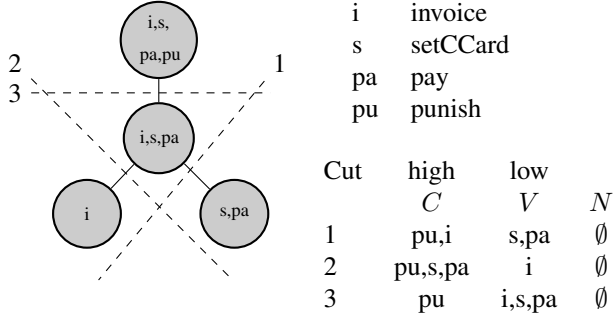 i,s,
pa,pu
2
3
1
i,s,pa
i
s,pa
i invoice
s setCCard
pa pay
pu punish
Cut high low
C V N
1 pu,i s,pa ∅
2 pu,s,pa i ∅
3 pu i,s,pa ∅